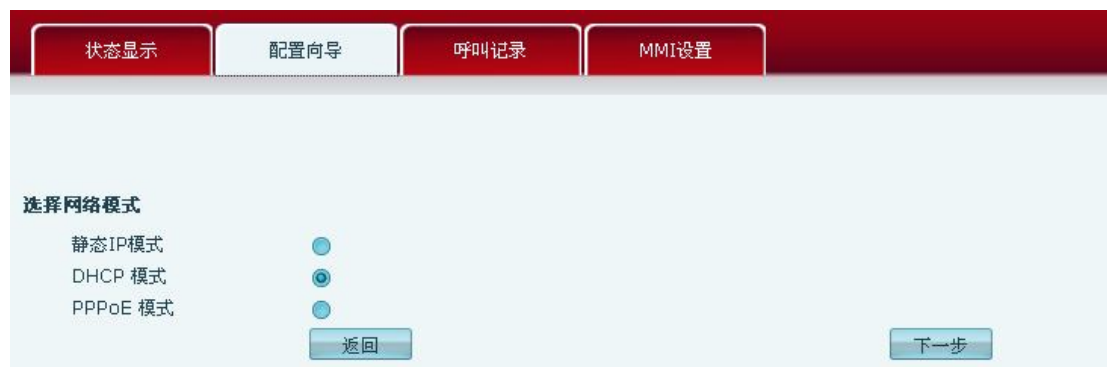 状态显示 配置向导 呼叫记录 MMI设置
选择网络模式
静态IP模式
DHCP 模式
PPPoE 模式
返回 下一步